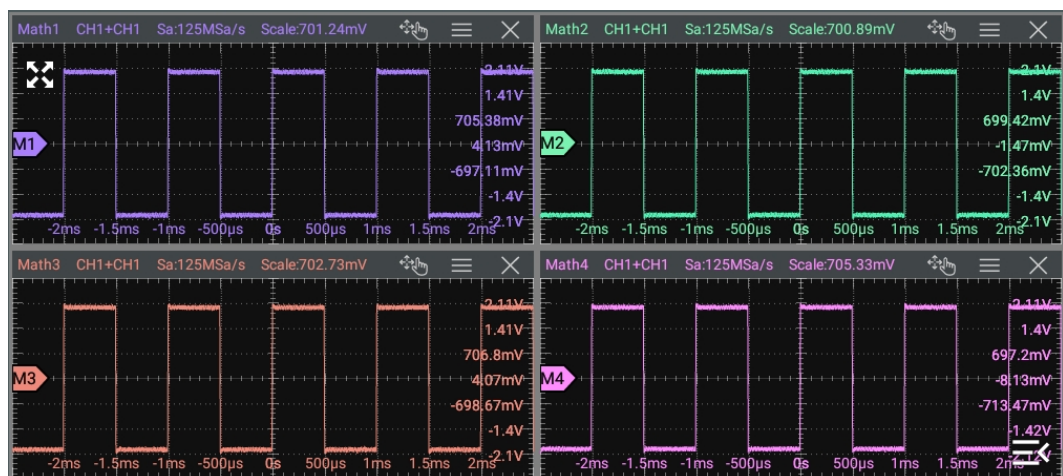 Math1 CH1+CH1 Sa:125MSa/s Scale:701.24mV
2.11V
1.41V
705.38mV
M1
4.13mV
-697.11mV
-1.4V
-2.1V
-2ms -1.5ms -1ms -500µs 0s 500µs 1ms 1.5ms 2ms
Math2 CH1+CH1 Sa:125MSa/s Scale:700.89mV
2.1V
1.4V
699.42mV
M2
-1.47mV
-702.36mV
-1.4V
-2.1V
-2ms -1.5ms -1ms -500µs 0s 500µs 1ms 1.5ms 2ms
Math3 CH1+CH1 Sa:125MSa/s Scale:702.73mV
2.11V
1.41V
706.8mV
M3
4.07mV
-698.67mV
-1.4V
-2.1V
-2ms -1.5ms -1ms -500µs 0s 500µs 1ms 1.5ms 2ms
Math4 CH1+CH1 Sa:125MSa/s Scale:705.33mV
2.11V
1.4V
697.2mV
M4
-8.13mV
-713.47mV
-1.42V
-2ms -1.5ms -1ms -500µs 0s 500µs 1ms 1.5ms